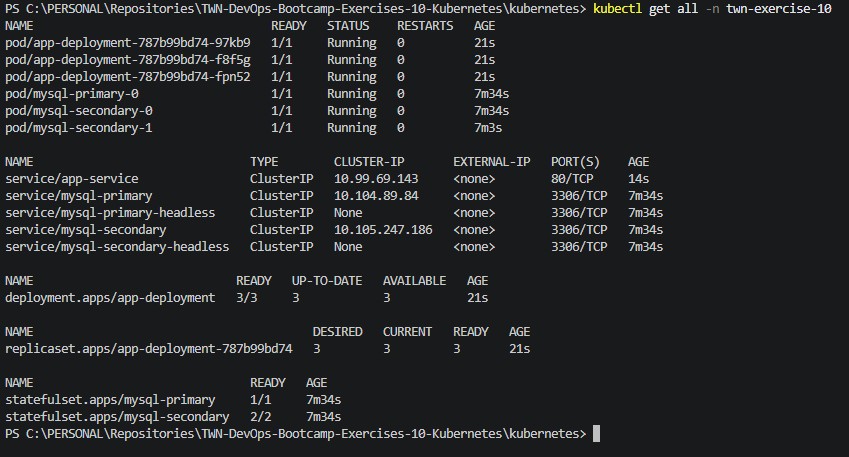 PS C:\PERSONAL\Repositories\TWN-DevOps-Bootcamp-Exercises-10-Kubernetes\kubernetes> kubectl get all -n twn-exercise-10
NAME READY STATUS RESTARTS AGE
pod/app-deployment-787b99bd74-97kb9 1/1 Running 0 21s
pod/app-deployment-787b99bd74-f8f5g 1/1 Running 0 21s
pod/app-deployment-787b99bd74-fpn52 1/1 Running 0 21s
pod/mysql-primary-0 1/1 Running 0 7m34s
pod/mysql-secondary-0 1/1 Running 0 7m34s
pod/mysql-secondary-1 1/1 Running 0 7m3s
NAME TYPE CLUSTER-IP EXTERNAL-IP PORT(S) AGE
service/app-service ClusterIP 10.99.69.143 <none> 80/TCP 14s
service/mysql-primary ClusterIP 10.104.89.84 <none> 3306/TCP 7m34s
service/mysql-primary-headless ClusterIP None <none> 3306/TCP 7m34s
service/mysql-secondary ClusterIP 10.105.247.186 <none> 3306/TCP 7m34s
service/mysql-secondary-headless ClusterIP None <none> 3306/TCP 7m34s
NAME READY UP-TO-DATE AVAILABLE AGE
deployment.apps/app-deployment 3/3 3 3 21s
NAME DESIRED CURRENT READY AGE
replicaset.apps/app-deployment-787b99bd74 3 3 3 21s
NAME READY AGE
statefulset.apps/mysql-primary 1/1 7m34s
statefulset.apps/mysql-secondary 2/2 7m34s
PS C:\PERSONAL\Repositories\TWN-DevOps-Bootcamp-Exercises-10-Kubernetes\kubernetes>